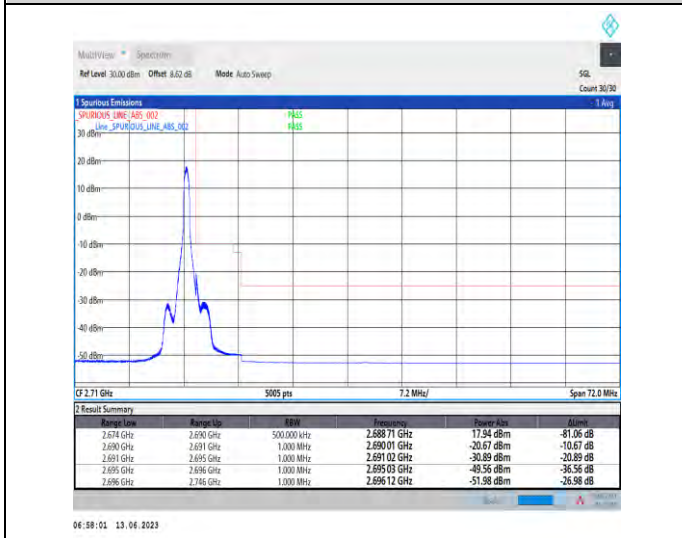 MultiView Spectrum
Ref Level 30.00 dBm Offset 8.62 dB Mode Auto Sweep SGL
Count 30/30
1 Spurious Emissions 1 Avg
_SPURIOUS_LINE_ABS_002 PASS
Line _SPURIOUS_LINE_ABS_002 PASS
30 dBm
20 dBm
10 dBm
0 dBm
-10 dBm
-20 dBm
-30 dBm
-40 dBm
-50 dBm
CF 2.71 GHz 5005 pts 7.2 MHz/ Span 72.0 MHz
2 Result Summary
Range Low Range Up RBW Frequency Power Abs ΔLimit
2.674 GHz 2.690 GHz 500.000 kHz 2.688 71 GHz 17.94 dBm -81.06 dB
2.690 GHz 2.691 GHz 1.000 MHz 2.690 01 GHz -20.67 dBm -10.67 dB
2.691 GHz 2.695 GHz 1.000 MHz 2.691 02 GHz -30.89 dBm -20.89 dB
2.695 GHz 2.696 GHz 1.000 MHz 2.695 03 GHz -49.56 dBm -36.56 dB
2.696 GHz 2.746 GHz 1.000 MHz 2.696 12 GHz -51.98 dBm -26.98 dB
06:58:01 13.06.2023